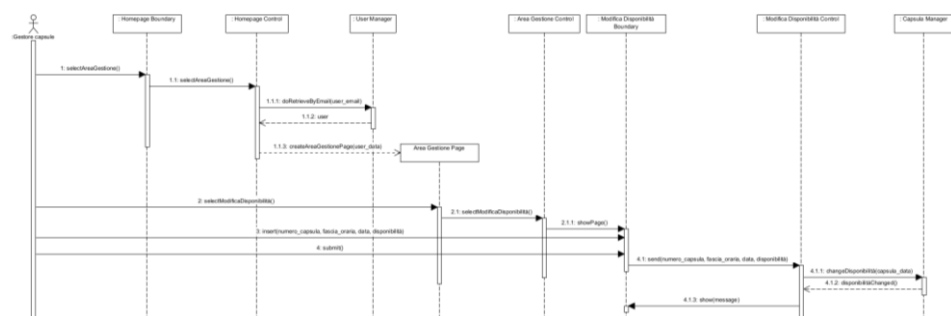 : Homepage Boundary
: Homepage Control
: User Manager
: Area Gestione Control
: Modifica Disponibilità
Boundary
: Modifica Disponibilità Control
: Capsula Manager
: Gestore capsule
1: selectAreaGestione()
1.1: selectAreaGestione()
1.1.1: doRetrieveByEmail(user_email)
1.1.2: user
1.1.3: createAreaGestionePage(user_data)
Area Gestione Page
2: selectModificaDisponibilità()
2.1: selectModificaDisponibilità()
2.1.1: showPage()
3: insert(numero_capsula, fascia_oraria, data, disponibilità)
4: submit()
4.1: send(numero_capsula, fascia_oraria, data, disponibilità)
4.1.1: changeDisponibilità(capsula_data)
4.1.2: disponibilitàChanged()
4.1.3: show(message)